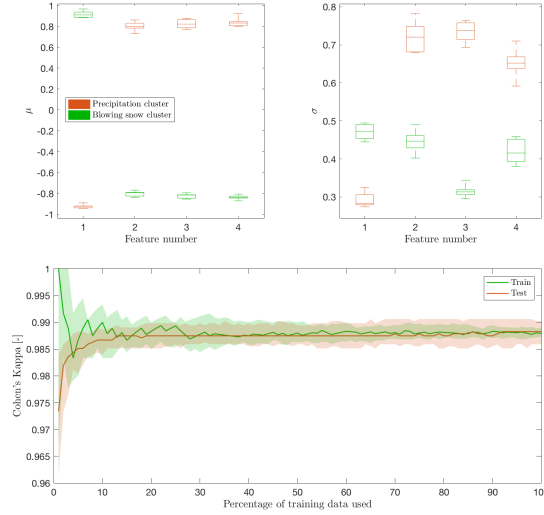 1
0.8
0.6
0.4
0.2
0
-0.2
-0.4
-0.6
-0.8
-1
μ
Precipitation cluster
Blowing snow cluster
1 2 3 4
Feature number
0.8
0.7
0.6
0.5
0.4
0.3
σ
1 2 3 4
Feature number
1
0.995
0.99
0.985
0.98
0.975
0.97
0.965
0.96
Cohen's Kappa [-]
Train
Test
0 10 20 30 40 50 60 70 80 90 100
Percentage of training data used